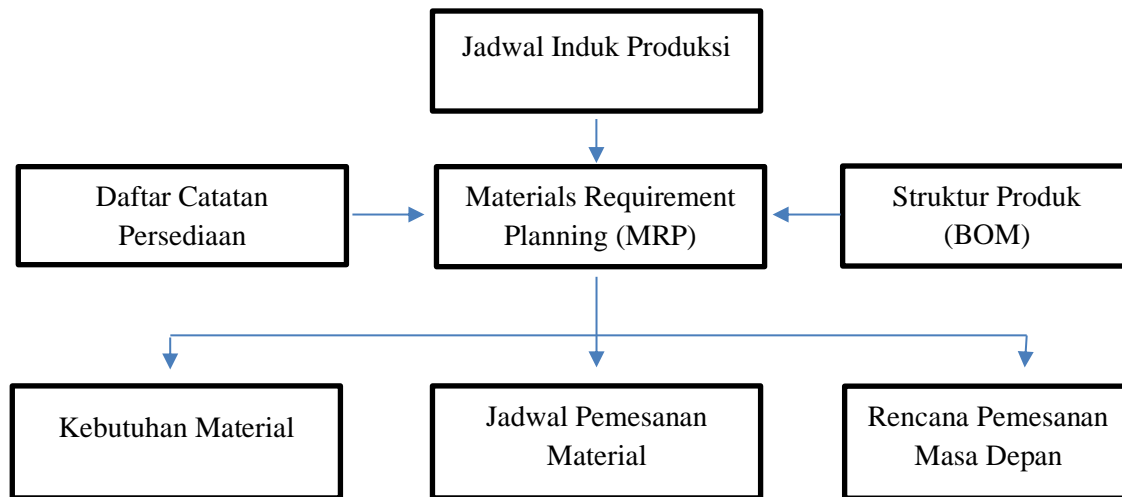 Jadwal Induk Produksi
Daftar Catatan
Persediaan
Materials Requirement
Planning (MRP)
Struktur Produk
(BOM)
Kebutuhan Material
Jadwal Pemesanan
Material
Rencana Pemesanan
Masa Depan